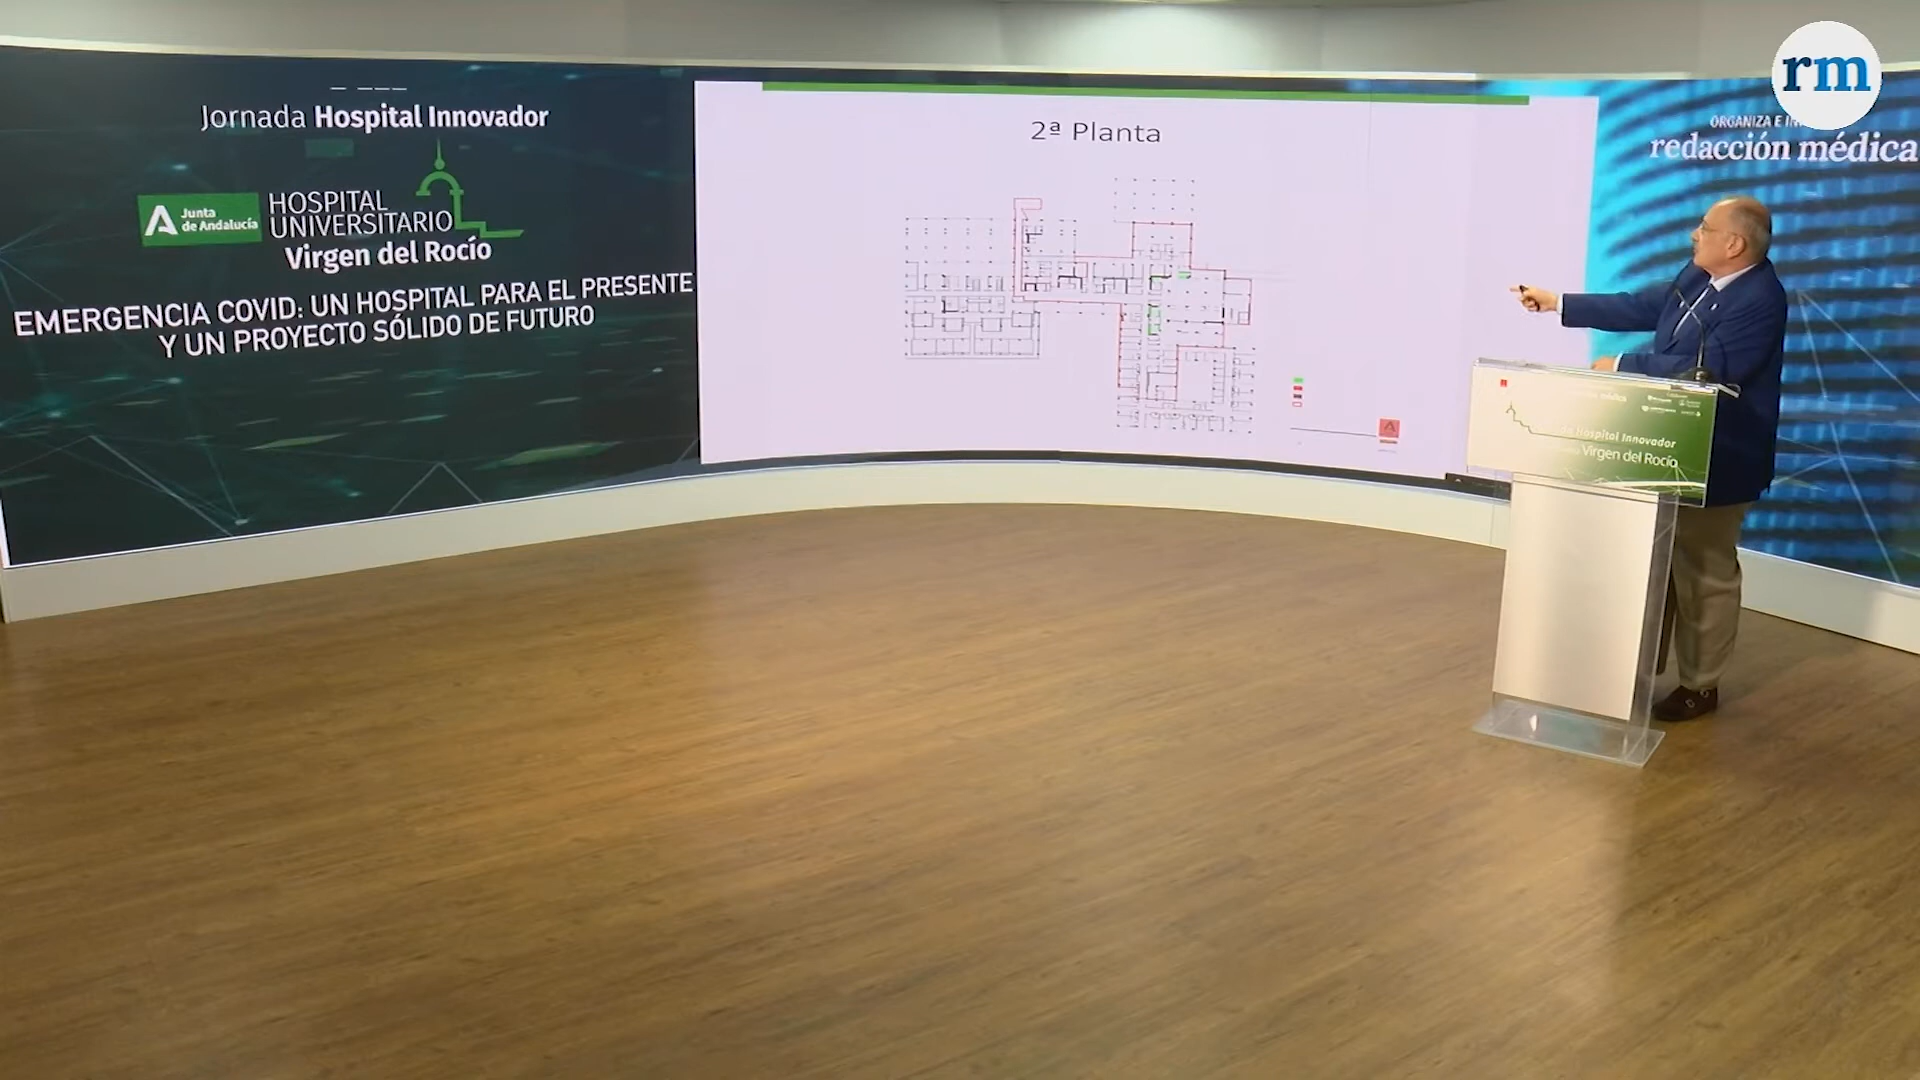 Jornada Hospital Innovador
Junta
de Andalucía
HOSPITAL
UNIVERSITARIO
Virgen del Rocío
EMERGENCIA COVID: UN HOSPITAL PARA EL PRESENTE
Y UN PROYECTO SÓLIDO DE FUTURO
2ª Planta
rm
ORGANIZA E
redacción médica
Hospital Innovador
Virgen del Rocío